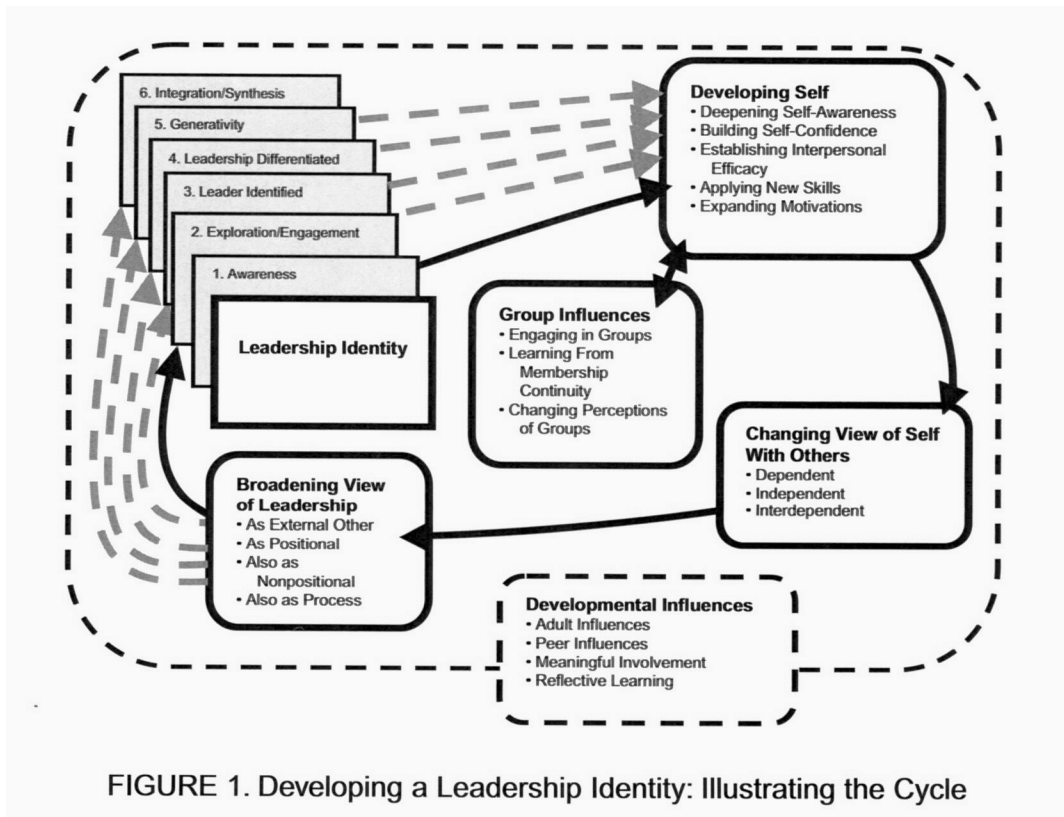 6. Integration/Synthesis
5. Generativity
4. Leadership Differentiated
3. Leader Identified
2. Exploration/Engagement
1. Awareness
Leadership Identity
Developing Self
• Deepening Self-Awareness
• Building Self-Confidence
• Establishing Interpersonal
Efficacy
• Applying New Skills
• Expanding Motivations
Group Influences
• Engaging in Groups
• Learning From
Membership
Continuity
• Changing Perceptions
of Groups
Changing View of Self
With Others
• Dependent
• Independent
• Interdependent
Broadening View
of Leadership
• As External Other
• As Positional
• Also as
Nonpositional
• Also as Process
Developmental Influences
• Adult Influences
• Peer Influences
• Meaningful Involvement
• Reflective Learning
FIGURE 1. Developing a Leadership Identity: Illustrating the Cycle